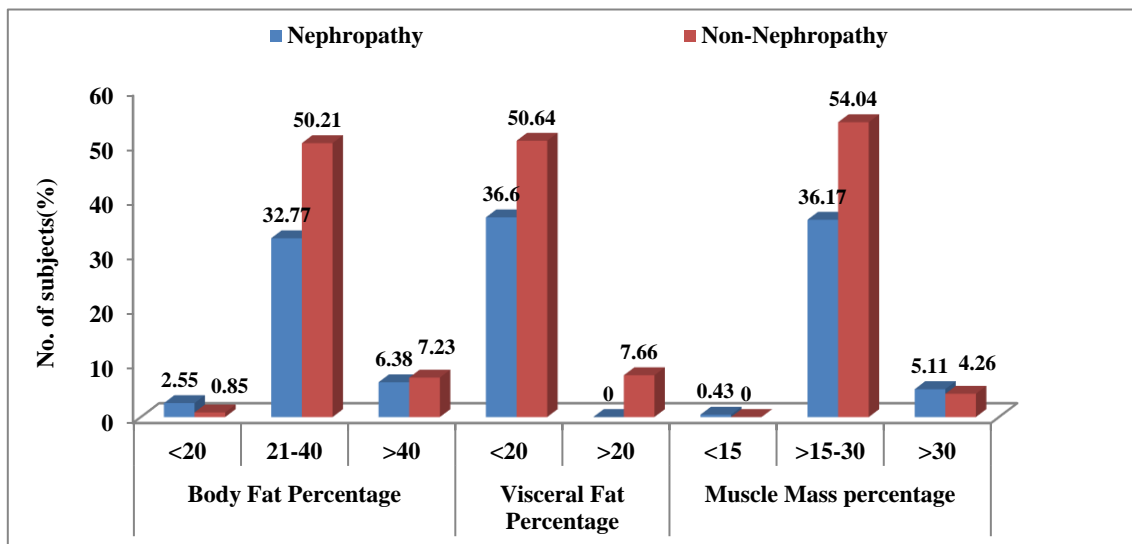 Nephropathy Non-Nephropathy
No. of subjects(%)
60
50
40
30
20
10
0
2.55 0.85 32.77 50.21 6.38 7.23 36.6 50.64 0 7.66 0.43 0 36.17 54.04 5.11 4.26
<20 21-40 >40 <20 >20 <15 >15-30 >30
Body Fat Percentage Visceral Fat Muscle Mass percentage
Percentage